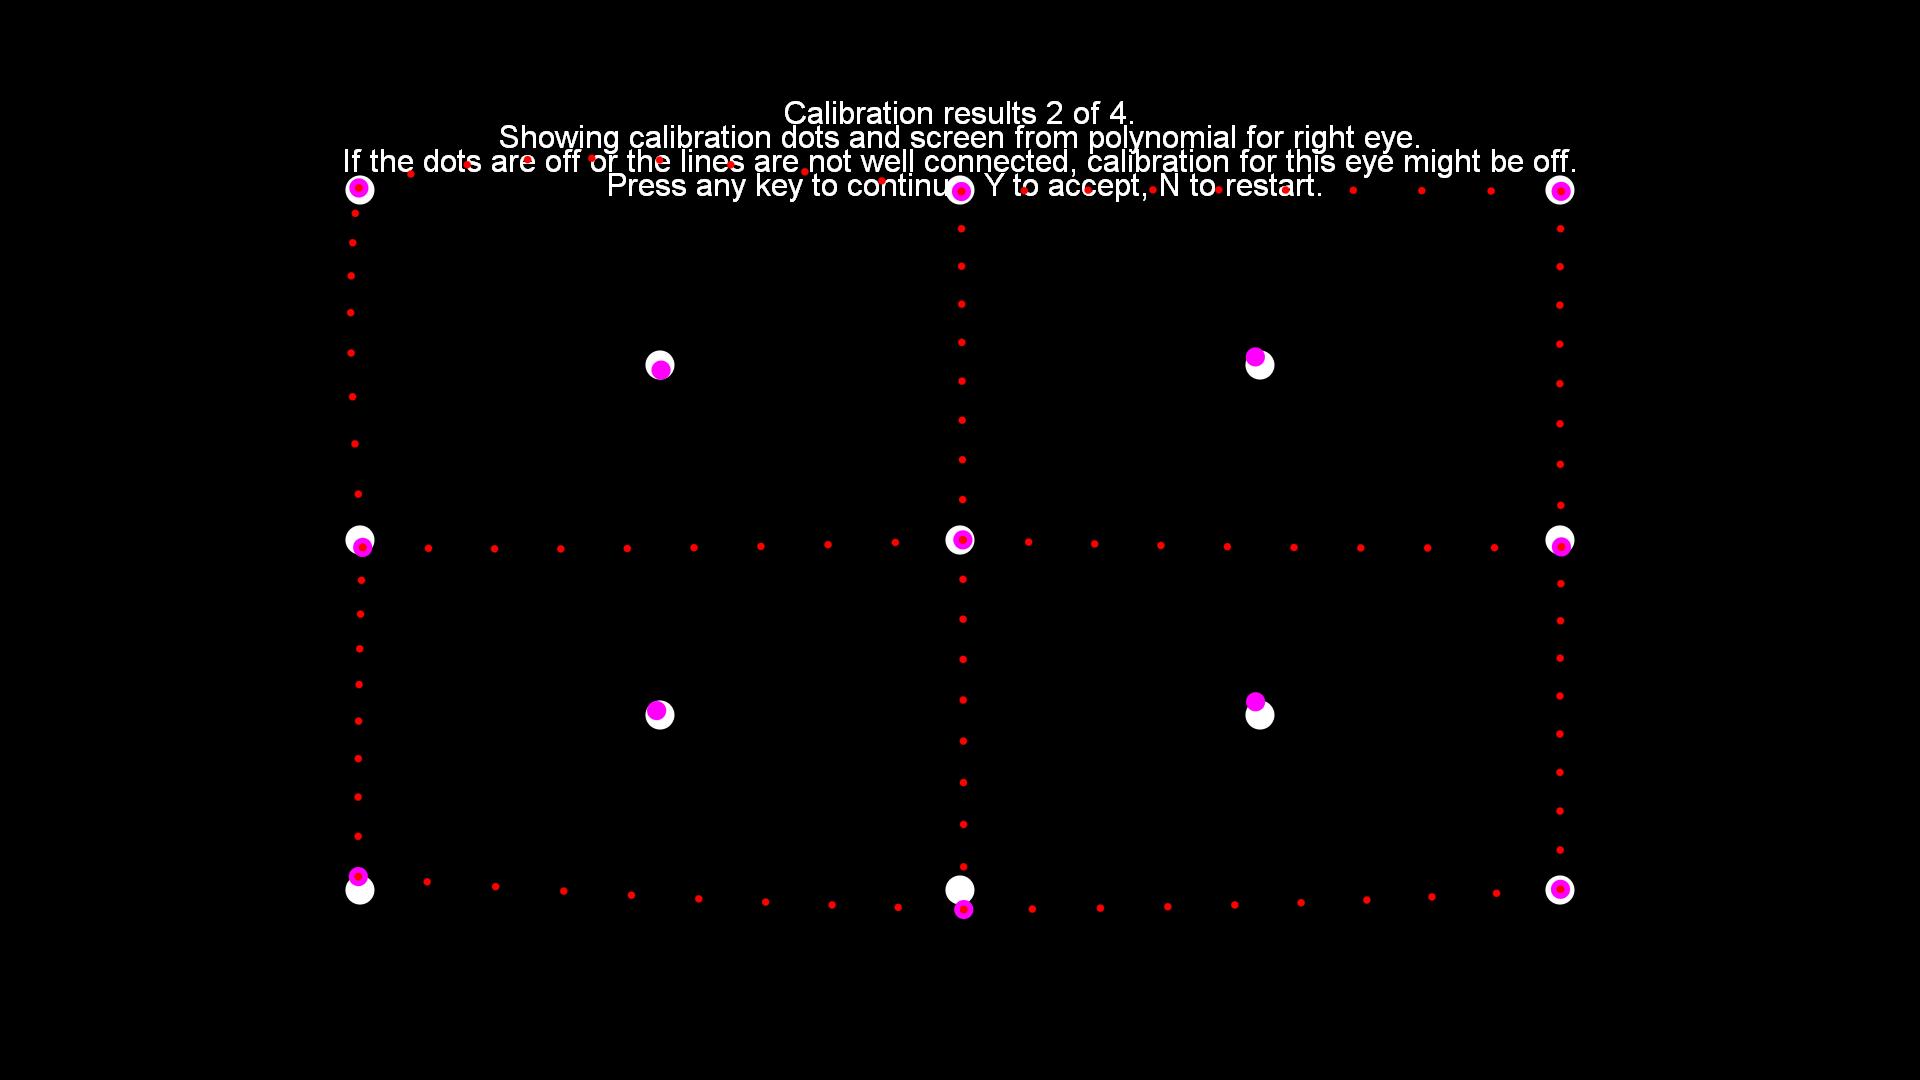 Calibration results 2 of 4.
Showing calibration dots and screen from polynomial for right eye.
If the dots are off or the lines are not well connected, calibration for this eye might be off.
Press any key to continue, Y to accept, N to restart.